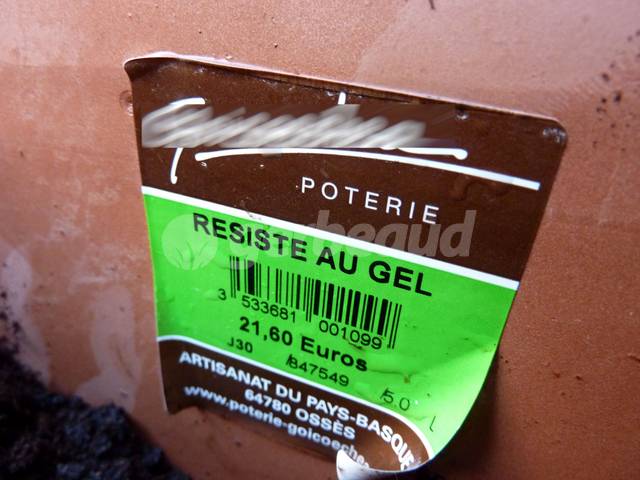 POTERIE
RESISTE AU GEL
3 533681 001099
21,60 Euros
J30 /847549 /5.0 L
ARTISANAT DU PAYS-BASQUE
64780 OSSÈS
www.poterie-goicoeche